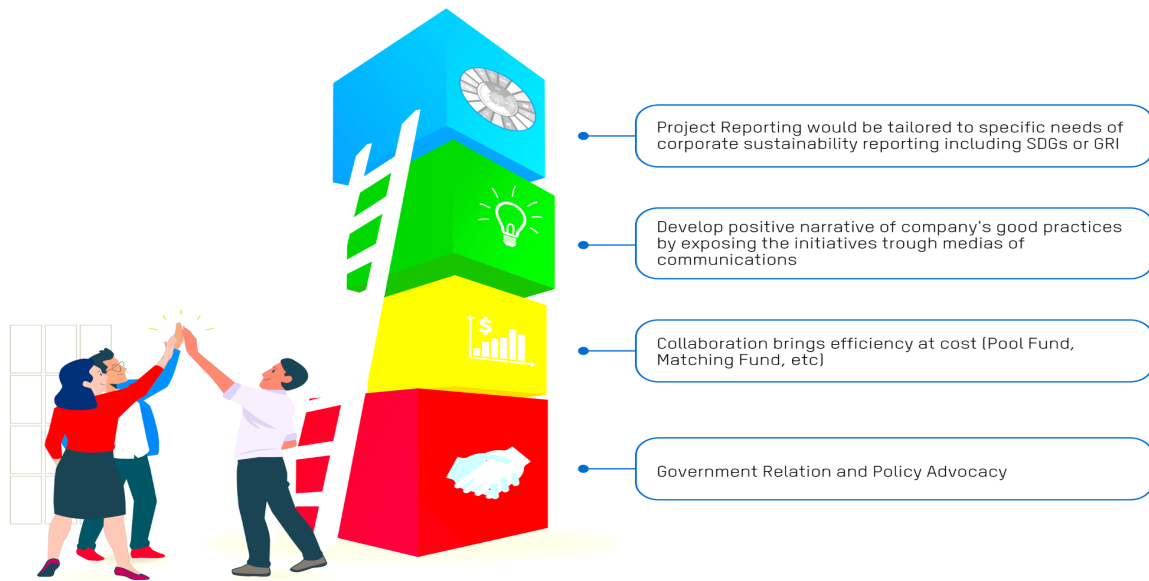 Project Reporting would be tailored to specific needs of
corporate sustainability reporting including SDGs or GRI
Develop positive narrative of company's good practices
by exposing the initiatives trough medias of
communications
$
Collaboration brings efficiency at cost (Pool Fund,
Matching Fund, etc)
Government Relation and Policy Advocacy